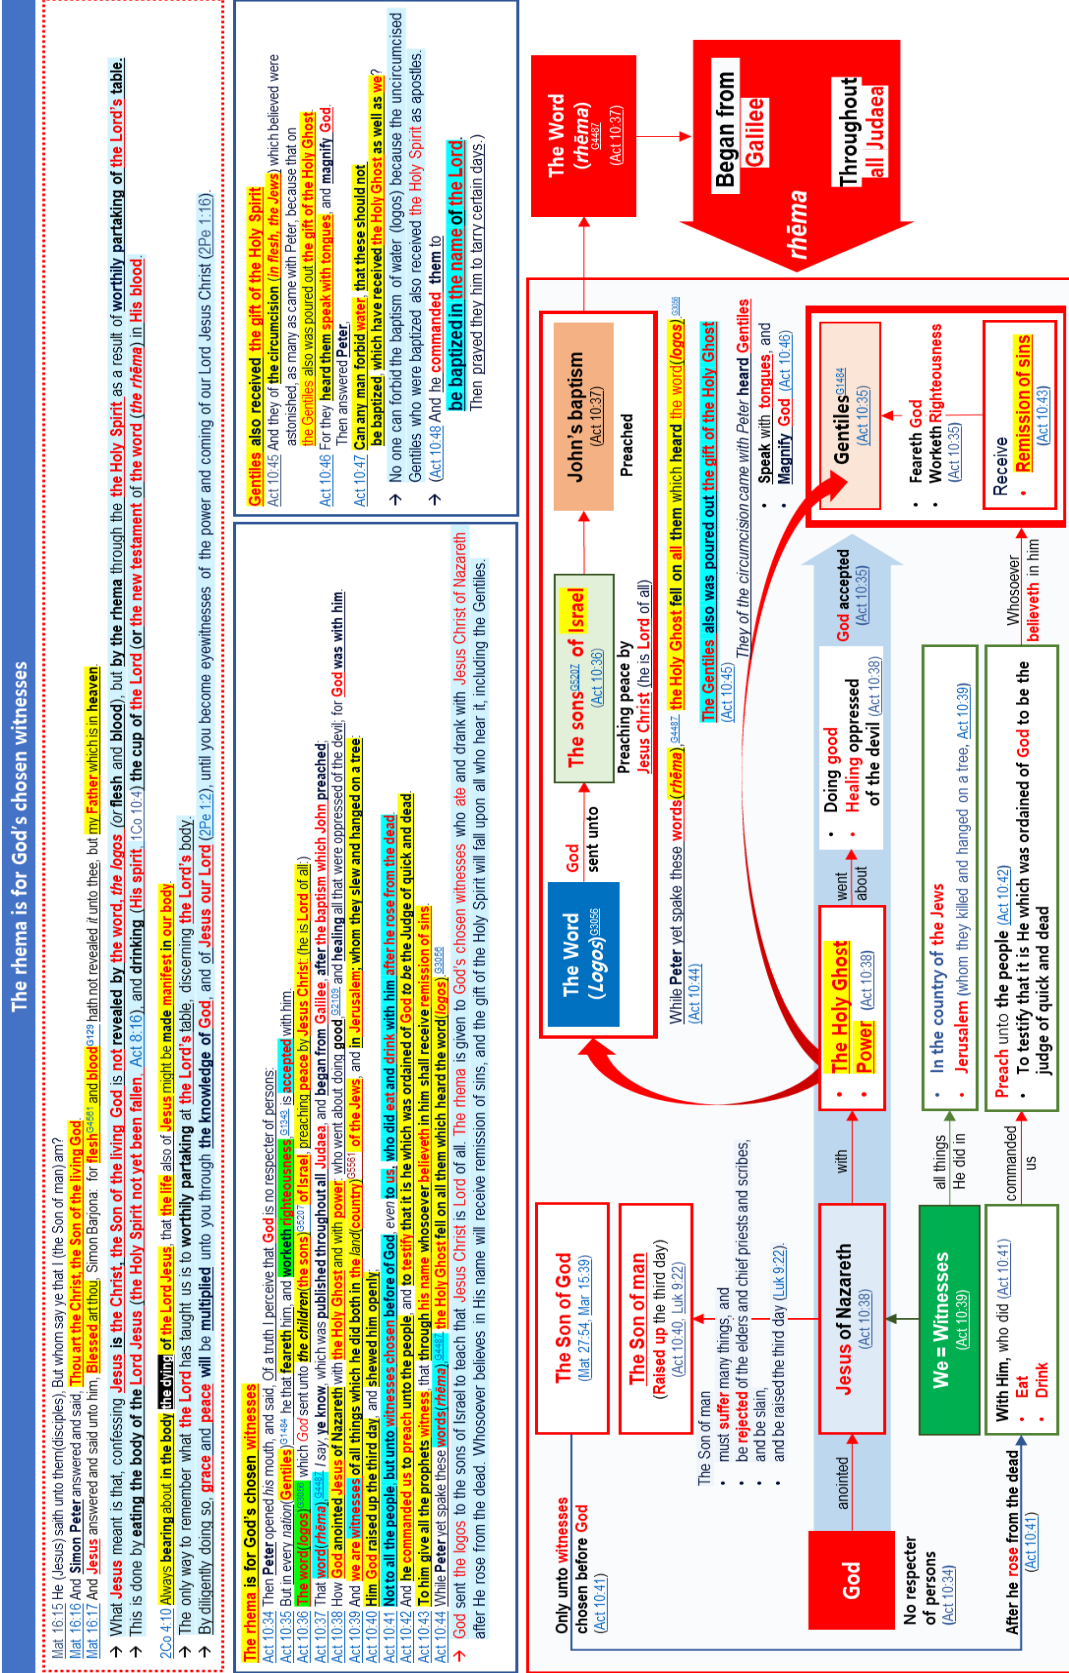 The rhema is for God's chosen witnesses
Mat 16:15 He (Jesus) saith unto them(disciples), But whom say ye that I (the Son of man) am?
Mat 16:16 And Simon Peter answered and said, Thou art the Christ, the Son of the living God.
Mat 16:17 And Jesus answered and said unto him, Blessed art thou, Simon Barjona: for fleshG4561 and bloodG129 hath not revealed it unto thee, but my Father which is in heaven.
→ What Jesus meant is that, confessing Jesus is the Christ, the Son of the living God is not revealed by the word, the logos (or flesh and blood), but by the rhema through the the Holy Spirit as a result of worthily partaking of the Lord's table.
→ This is done by eating the body of the Lord Jesus (the Holy Spirit not yet been fallen, Act 8:16), and drinking (His spirit, 1Co 10:4) the cup of the Lord (or the new testament of the word (the rhēma) in His blood.
2Co 4:10 Always bearing about in the body the dying of the Lord Jesus, that the life also of Jesus might be made manifest in our body.
→ The only way to remember what the Lord has taught us is to worthily partaking at the Lord's table, discerning the Lord's body.
→ By diligently doing so, grace and peace will be multiplied unto you through the knowledge of God, and of Jesus our Lord (2Pe 1:2), until you become eyewitnesses of the power and coming of our Lord Jesus Christ (2Pe 1:16).
The rhema is for God's chosen witnesses
Act 10:34 Then Peter opened his mouth, and said, Of a truth I perceive that God is no respecter of persons:
Act 10:35 But in every nation(Gentiles)G1484 he that feareth him, and worketh righteousness,G1343 is accepted with him.
Act 10:36 The word(logos)G3056 which God sent unto the children(the sons)G5207 of Israel, preaching peace by Jesus Christ: (he is Lord of all:)
Act 10:37 That word(rhēma),G4487 I say, ye know, which was published throughout all Judaea, and began from Galilee, after the baptism which John preached;
Act 10:38 How God anointed Jesus of Nazareth with the Holy Ghost and with power: who went about doing good,G2109 and healing all that were oppressed of the devil; for God was with him.
Act 10:39 And we are witnesses of all things which he did both in the land(country)G5561 of the Jews, and in Jerusalem; whom they slew and hanged on a tree:
Act 10:40 Him God raised up the third day, and shewed him openly;
Act 10:41 Not to all the people, but unto witnesses chosen before of God, even to us, who did eat and drink with him after he rose from the dead.
Act 10:42 And he commanded us to preach unto the people, and to testify that it is he which was ordained of God to be the Judge of quick and dead.
Act 10:43 To him give all the prophets witness, that through his name whosoever believeth in him shall receive remission of sins.
Act 10:44 While Peter yet spake these words(rhēma),G4487 the Holy Ghost fell on all them which heard the word(logos).G3056
→ God sent the logos to the sons of Israel to teach that Jesus Christ is Lord of all. The rhema is given to God's chosen witnesses who ate and drank with Jesus Christ of Nazareth
after He rose from the dead. Whosoever believes in His name will receive remission of sins, and the gift of the Holy Spirit will fall upon all who hear it, including the Gentiles.
Gentiles also received the gift of the Holy Spirit
Act 10:45 And they of the circumcision (in flesh, the Jews) which believed were
astonished, as many as came with Peter, because that on
the Gentiles also was poured out the gift of the Holy Ghost.
Act 10:46 For they heard them speak with tongues, and magnify God.
Then answered Peter,
Act 10:47 Can any man forbid water, that these should not
be baptized, which have received the Holy Ghost as well as we?
→ No one can forbid the baptism of water (logos) because the uncircumcised
Gentiles who were baptized also received the Holy Spirit as apostles.
→ (Act 10:48 And he commanded them to
be baptized in the name of the Lord.
Then prayed they him to tarry certain days.)
The Word
(Logos)G3056
God
sent unto
The sonsG5207 of Israel
(Act 10:36)
Preaching peace by
Jesus Christ (he is Lord of all)
John's baptism
(Act 10:37)
Preached
The Word
(rhēma)
G4487
(Act 10:37)
Began from
Galilee
Throughout
all Judaea
rhēma
While Peter yet spake these words(rhēma),G4487 the Holy Ghost fell on all them which heard the word(logos).G3056
(Act 10:44)
The Gentiles also was poured out the gift of the Holy Ghost
(Act 10:45)
They of the circumcision came with Peter heard Gentiles
• Speak with tongues, and
• Magnify God (Act 10:46)
Only unto witnesses
chosen before God
(Act 10:41)
The Son of God
(Mat 27:54, Mar 15:39)
The Son of man
(Raised up the third day)
(Act 10:40, Luk 9:22)
The Son of man
• must suffer many things, and
• be rejected of the elders and chief priests and scribes,
• and be slain,
• and be raised the third day (Luk 9:22).
God
anointed
Jesus of Nazareth
(Act 10:38)
with
• The Holy Ghost
• Power (Act 10:38)
went
about
• Doing good
• Healing oppressed
of the devil (Act 10:38)
God accepted
(Act 10:35)
GentilesG1484
(Act 10:35)
• Feareth God
• Worketh Righteousness
(Act 10:35)
Receive
• Remission of sins
(Act 10:43)
No respecter
of persons
(Act 10:34)
We = Witnesses
(Act 10:39)
all things
He did in
• In the country of the Jews
• Jerusalem (whom they killed and hanged on a tree, Act 10:39)
After he rose from the dead
(Act 10:41)
With Him, who did (Act 10:41)
• Eat
• Drink
commanded
us
Preach unto the people (Act 10:42)
• To testify that it is He which was ordained of God to be the
judge of quick and dead
Whosoever
believeth in him